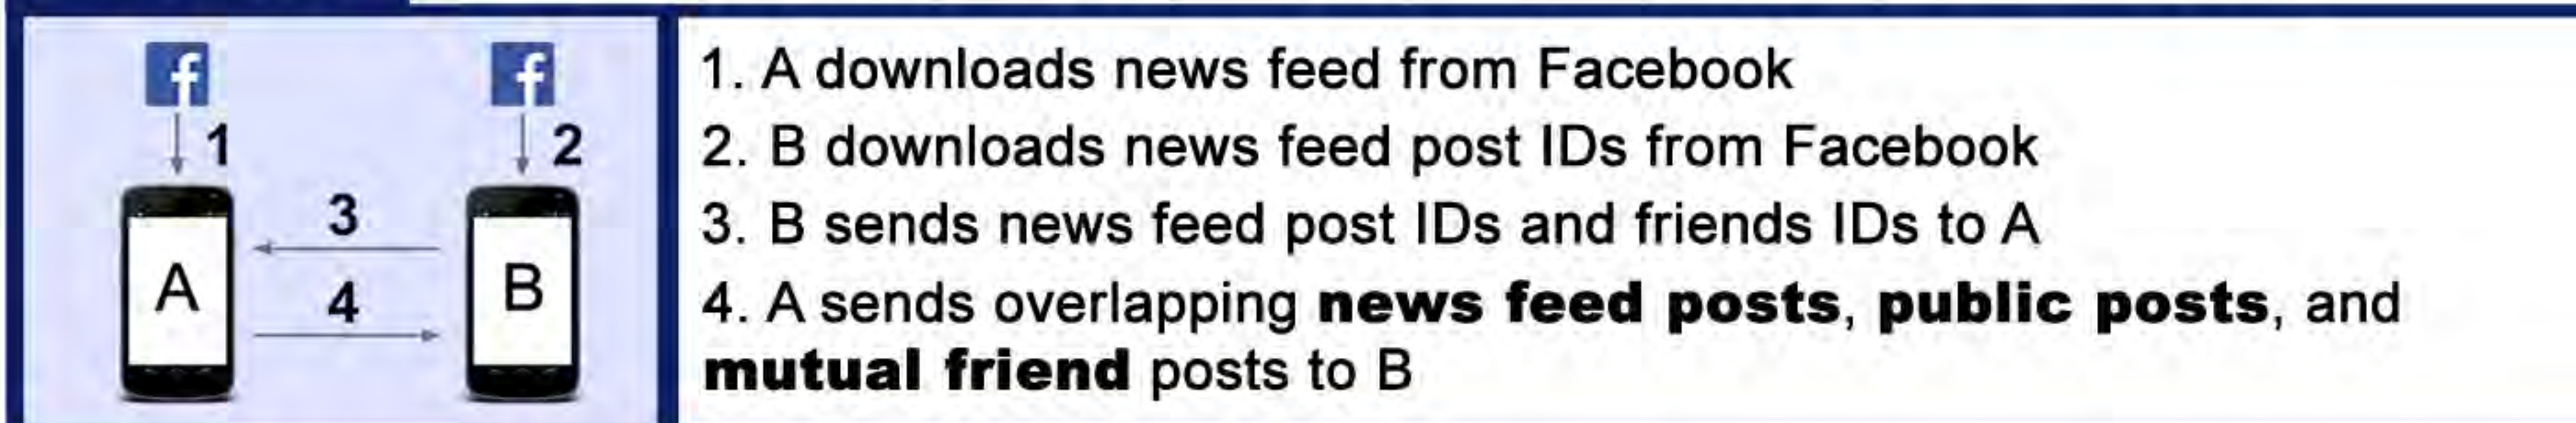 f
f
1
2
3
A
B
4
1. A downloads news feed from Facebook
2. B downloads news feed post IDs from Facebook
3. B sends news feed post IDs and friends IDs to A
4. A sends overlapping news feed posts, public posts, and
mutual friend posts to B